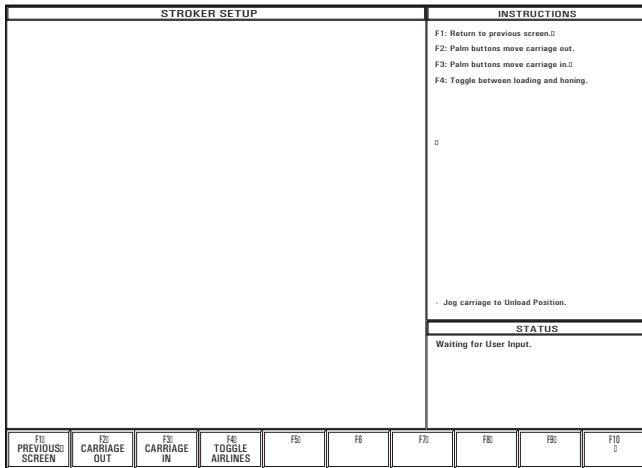 STROKER SETUP
INSTRUCTIONS
F1: Return to previous screen.
F2: Palm buttons move carriage out.
F3: Palm buttons move carriage in.
F4: Toggle between loading and honing.
- Jog carriage to Unload Position.
STATUS
Waiting for User Input.
F1
PREVIOUS
SCREEN
F2
CARRIAGE
OUT
F3
CARRIAGE
IN
F4
TOGGLE
AIRLINES
F5
F6
F7
F8
F9
F10